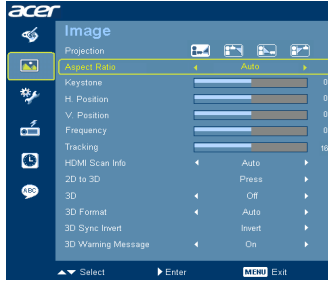 acer
Image
Projection
Aspect Ratio Auto
Keystone 0
H. Position 0
V. Position 0
Frequency 0
Tracking 16
HDMI Scan Info Auto
2D to 3D Press
3D Off
3D Format Auto
3D Sync Invert Invert
3D Warning Message On
ABC
Select Enter MENU Exit